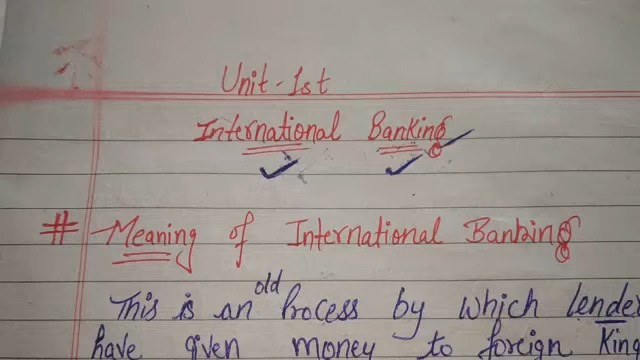 Unit-1st
International Banking
# Meaning of International Banking
This is an old Process by which lender
have given money to foreign King